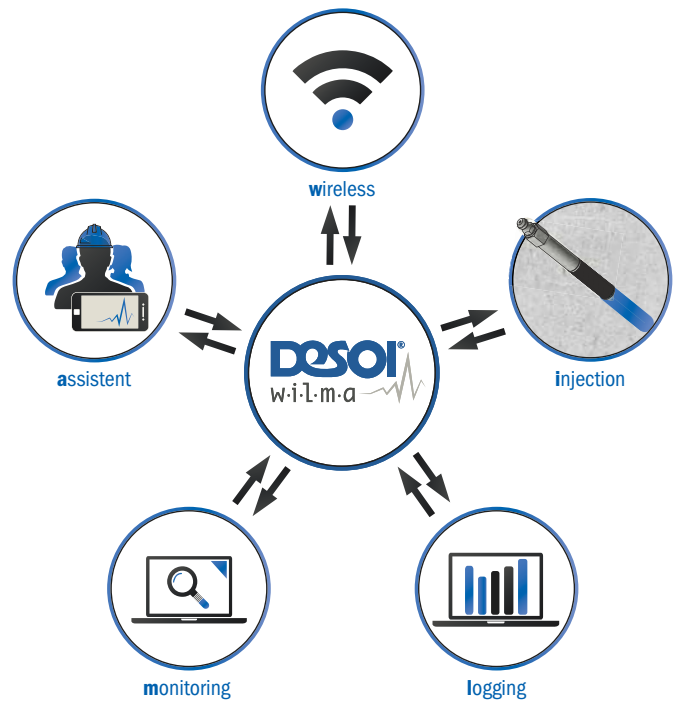 wireless
assistent
injection
DESOI®
w·i·l·m·a
monitoring
logging